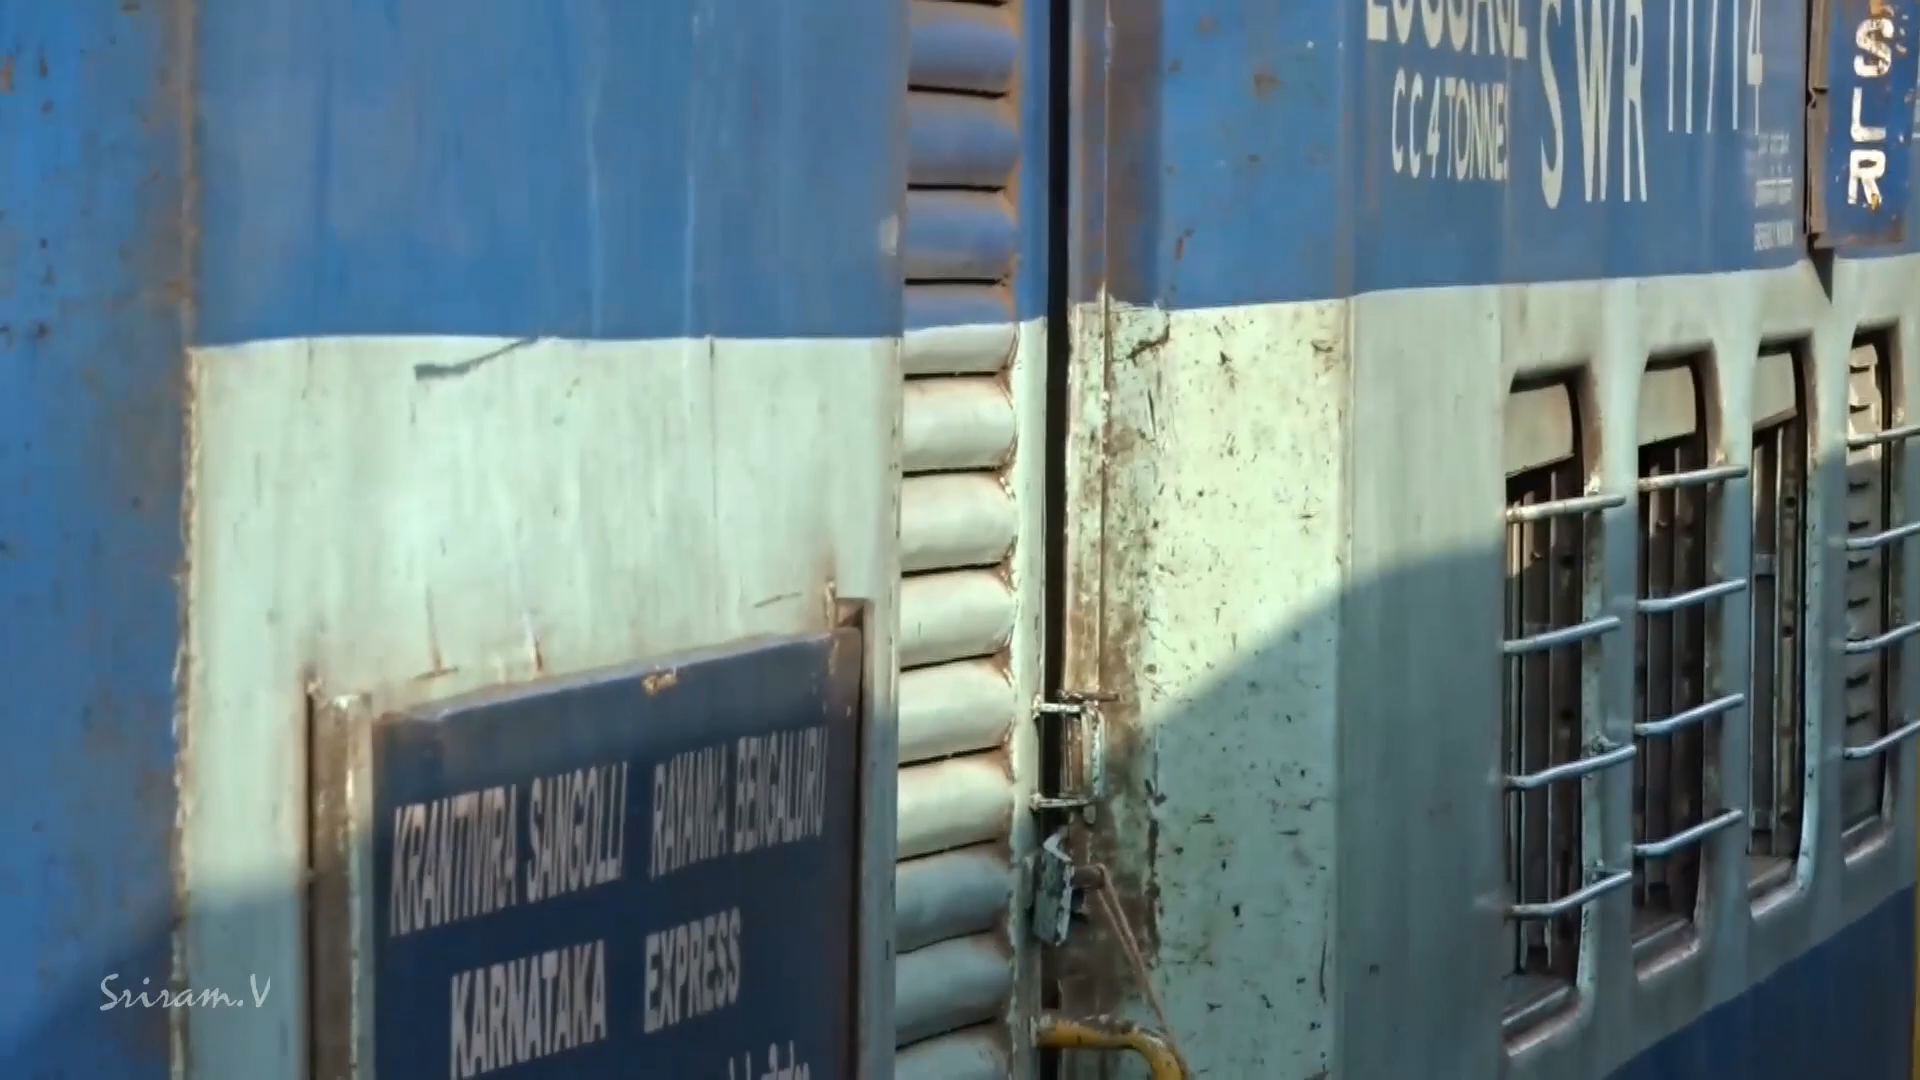 LUGGAGE
CC 4 TONNE
SWR 11714
SLR
KRANTIVIRA SANGOLLI RAYANNA BENGALURU
KARNATAKA EXPRESS
Sriram.V